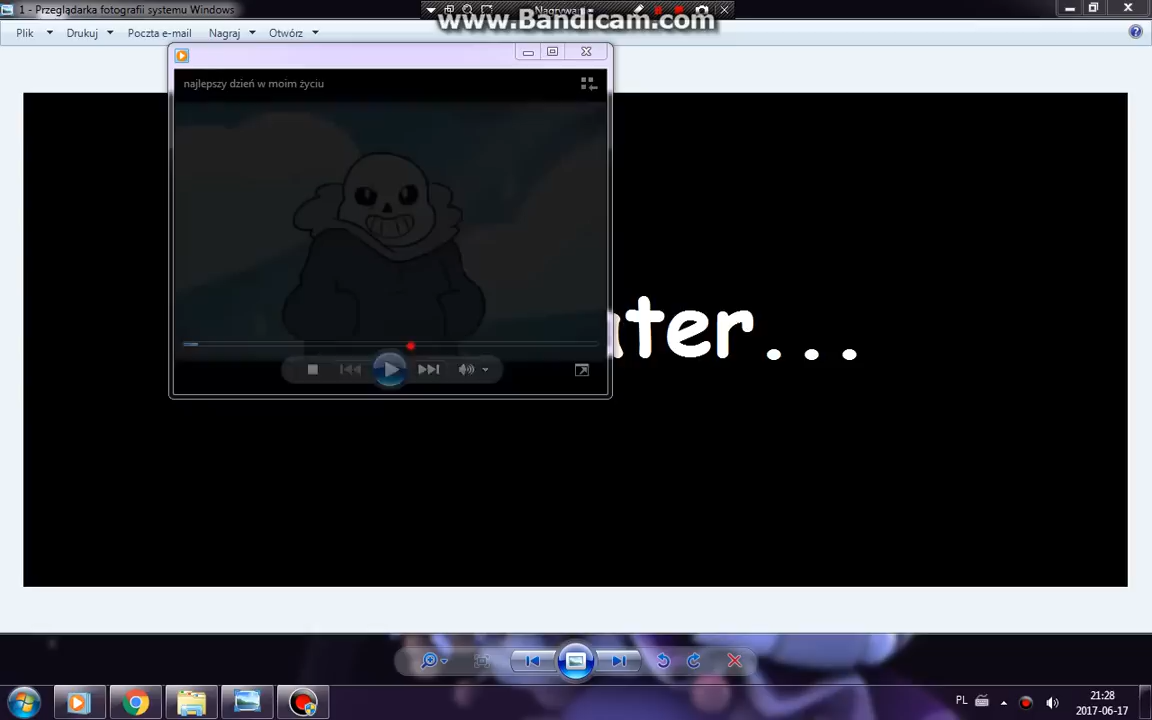 1 - Przeglądarka fotografii systemu Windows
Nagrywanie
www.Bandicam.com
Plik
Drukuj
Poczta e-mail
Nagraj
Otwórz
najlepszy dzień w moim życiu
ater...
PL
21:28
2017-06-17